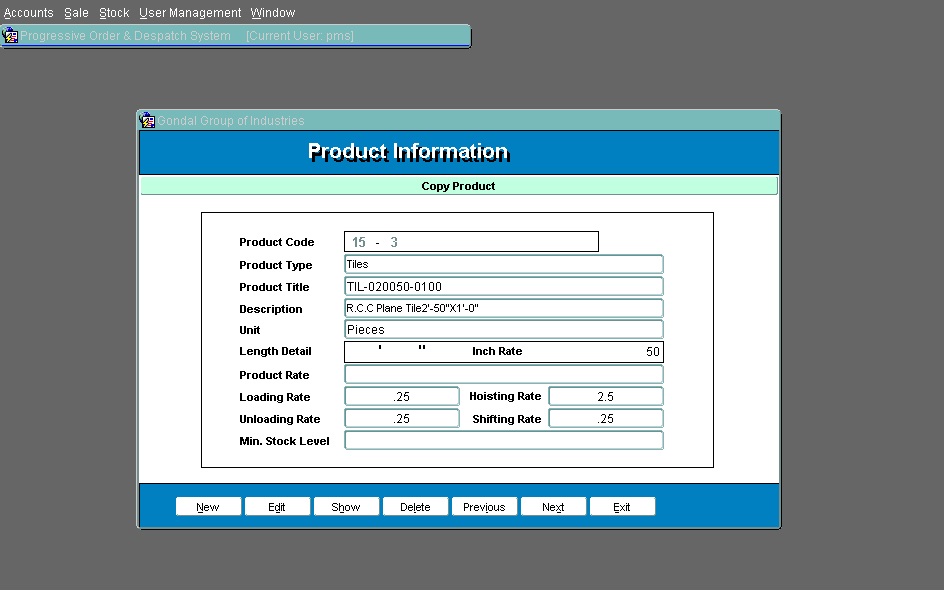 Accounts Sale Stock User Management Window
Progressive Order & Despatch System [Current User: pms]
Gondal Group of Industries
Product Information
Copy Product
Product Code 15 - 3
Product Type Tiles
Product Title TIL-020050-0100
Description R.C.C Plane Tile2'-50"X1'-0"
Unit Pieces
Length Detail ' " Inch Rate 50
Product Rate
Loading Rate .25 Hoisting Rate 2.5
Unloading Rate .25 Shifting Rate .25
Min. Stock Level
New Edit Show Delete Previous Next Exit